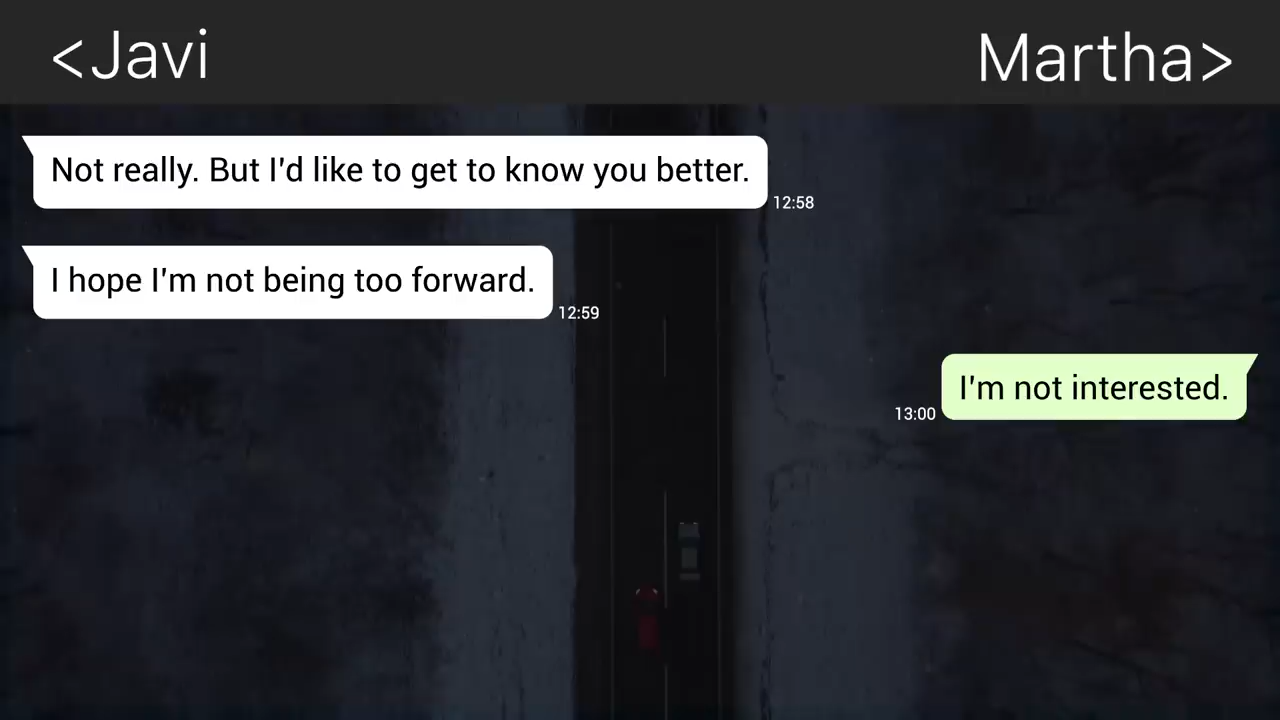 <Javi
Martha>
Not really. But I'd like to get to know you better.
12:58
I hope I'm not being too forward.
12:59
I'm not interested.
13:00